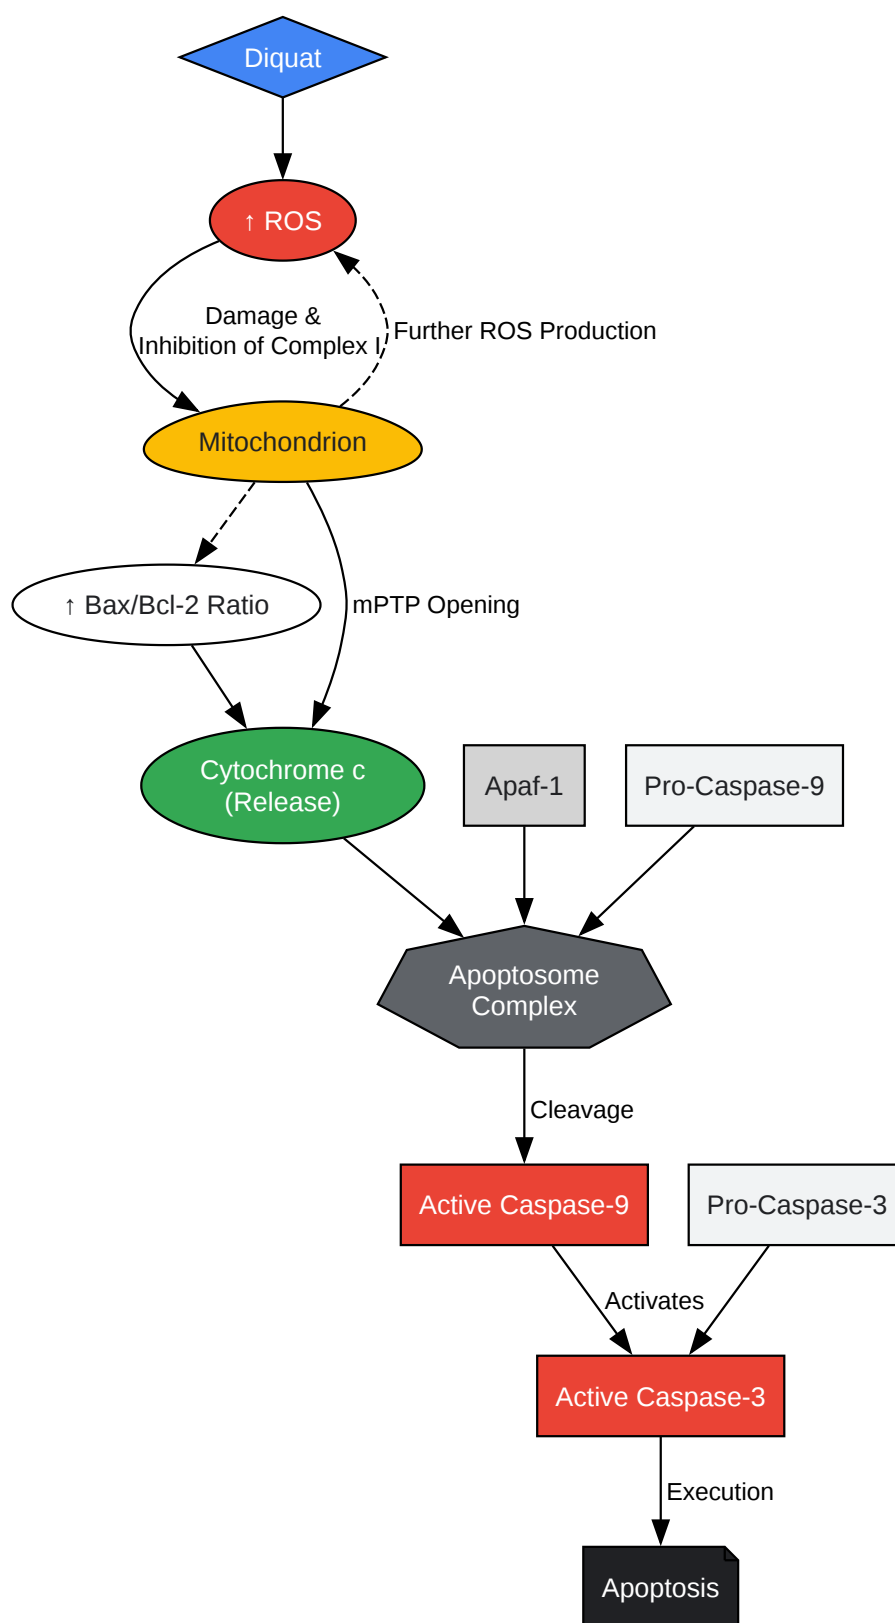 Diquat
↑ ROS
Damage &
Inhibition of Complex I
Further ROS Production
Mitochondrion
↑ Bax/Bcl-2 Ratio
mPTP Opening
Cytochrome c
(Release)
Apaf-1
Pro-Caspase-9
Apoptosome
Complex
Cleavage
Active Caspase-9
Pro-Caspase-3
Activates
Active Caspase-3
Execution
Apoptosis